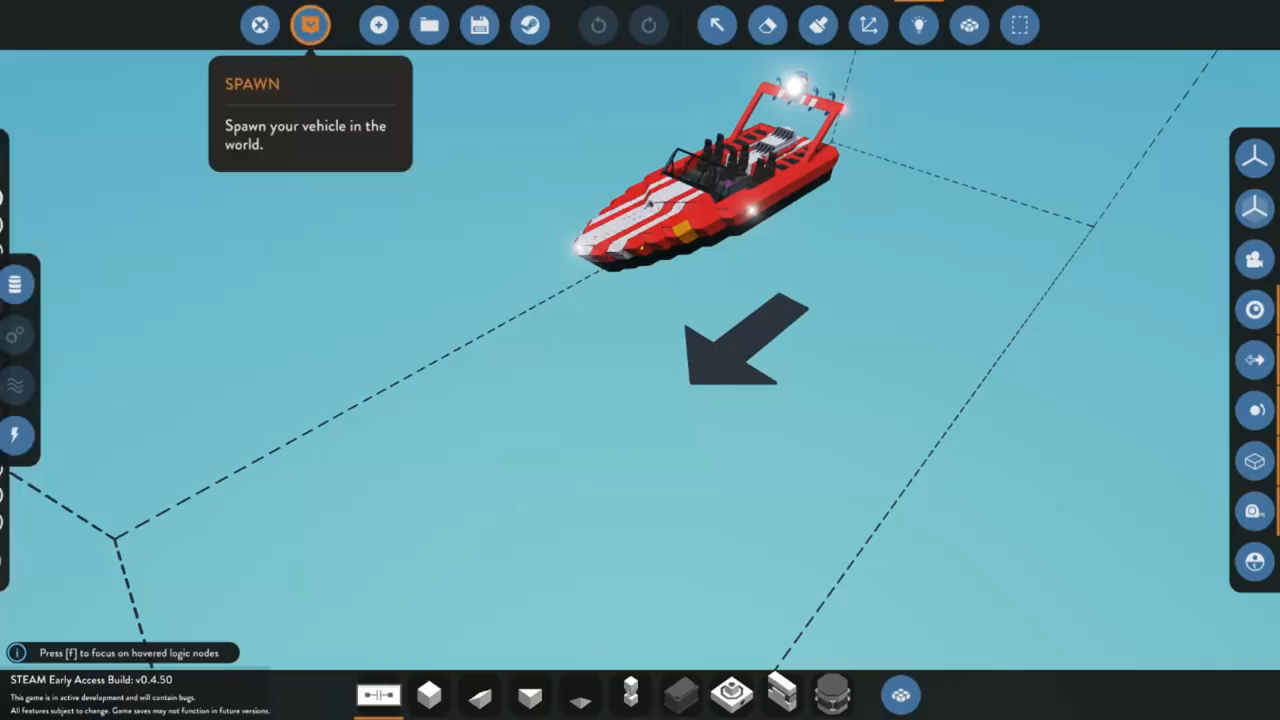 SPAWN
Spawn your vehicle in the
world.
Press [f] to focus on hovered logic nodes
STEAM Early Access Build: v0.4.50
This game is in active development and will contain bugs.
All features subject to change. Game saves may not function in future versions.